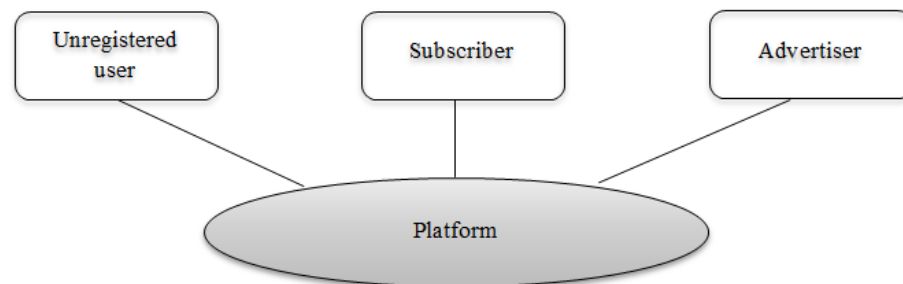 Unregistered
user
Subscriber
Advertiser
Platform